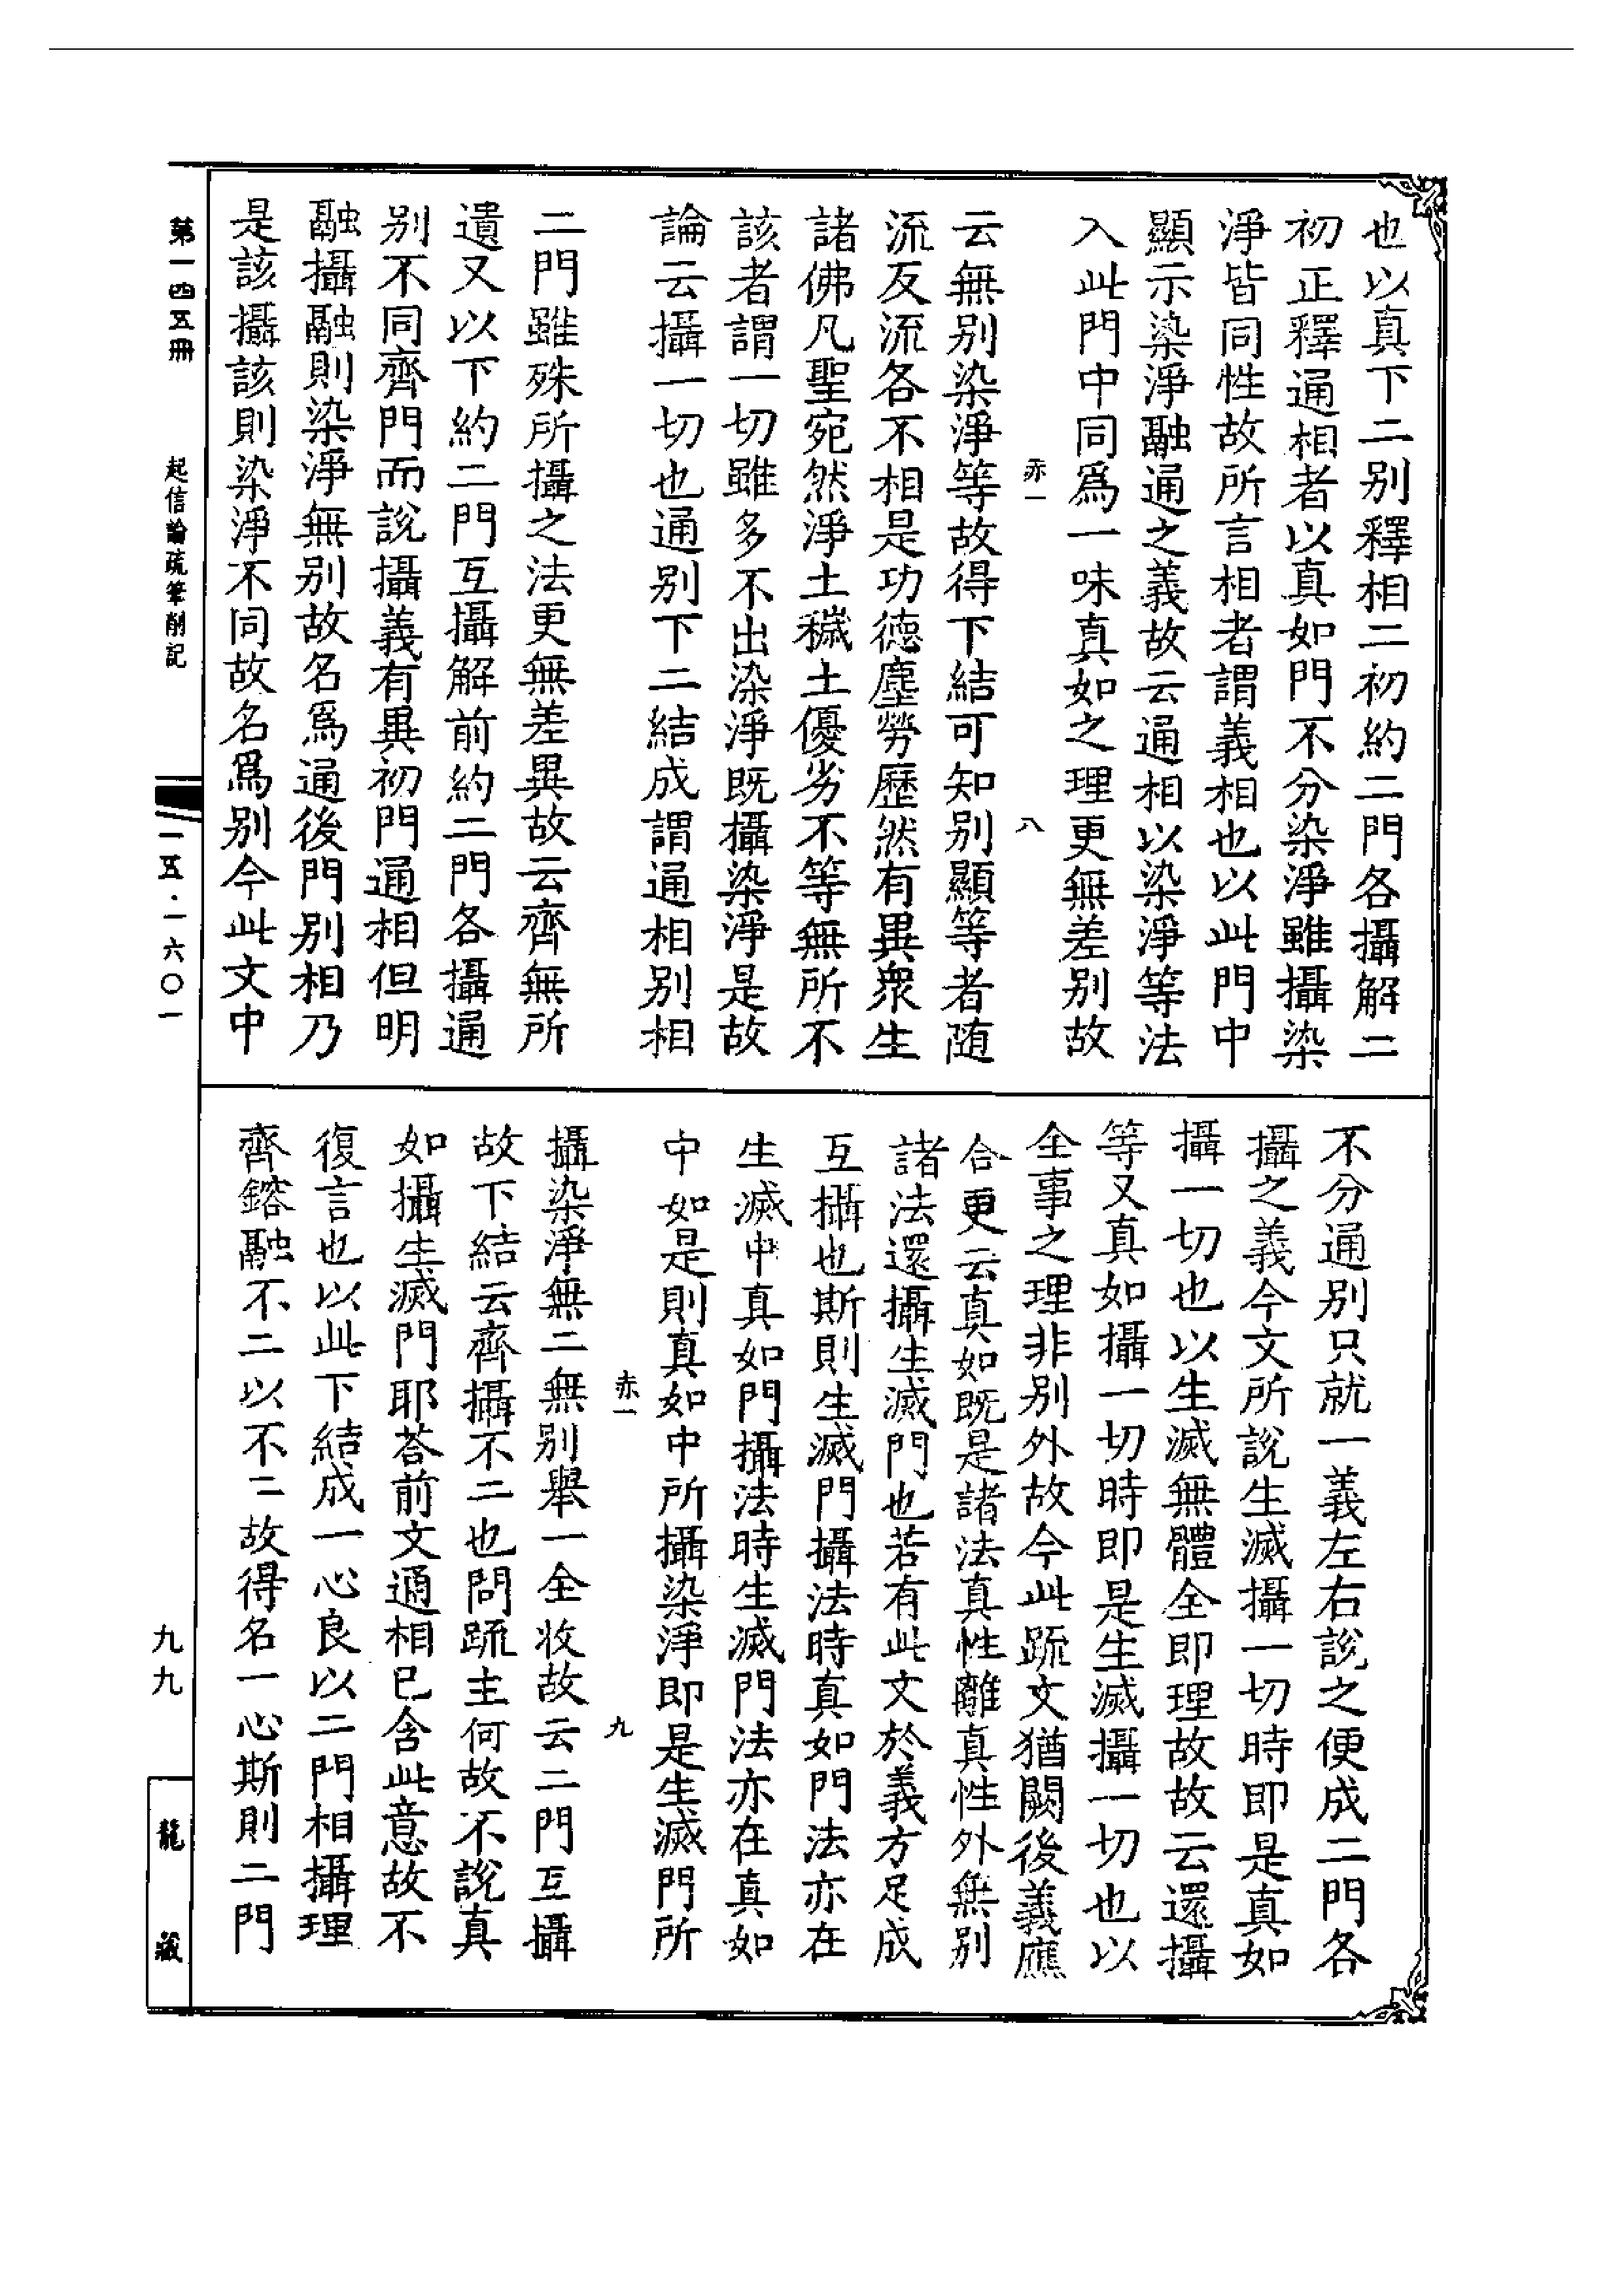 也以真下二别釋相二初約二門各攝解二
初正釋通相者以真如門不分染淨雖攝染
淨皆同性故所言相者謂義相也以此門中
顯示染淨融通之義故云通相以染淨等法
入此門中同爲一味真如之理更無差别故
赤一 八
云無别染淨等故得下結可知别顯等者随
流反流各不相是功德塵勞歷然有異衆生
諸佛凡聖宛然淨土穢土優劣不等無所不
該者謂一切雖多不出染淨既攝染淨是故
論云攝一切也通别下二結成謂通相别相
二門雖殊所攝之法更無差異故云齊無所
遺又以下約二門互攝解前約二門各攝通
别不同齊門而說攝義有異初門通相但明
融攝融則染淨無别故名爲通後門别相乃
是該攝該則染淨不同故名爲别今此文中
不分通别只就一義左右說之便成二門各
攝之義今文所說生滅攝一切時即是真如
攝一切也以生滅無體全即理故故云還攝
等又真如攝一切時即是生滅攝一切也以
全事之理非别外故今此䟽文猶闕後義應
合更云真如既是諸法真性離真性外無别
諸法還攝生滅門也若有此文於義方足成
互攝也斯則生滅門攝法時真如門法亦在
生滅中真如門攝法時生滅門法亦在真如
中如是則真如中所攝染淨即是生滅門所
赤一 九
攝染淨無二無别舉一全收故云二門互攝
故下結云齊攝不二也問䟽主何故不說真
如攝生滅門耶荅前文通相已含此意故不
復言也以此下結成一心良以二門相攝理
齊鎔融不二以不二故得名一心斯則二門
第一四五冊
起信論疏筆削記
一五·一六〇一
九九
龍藏